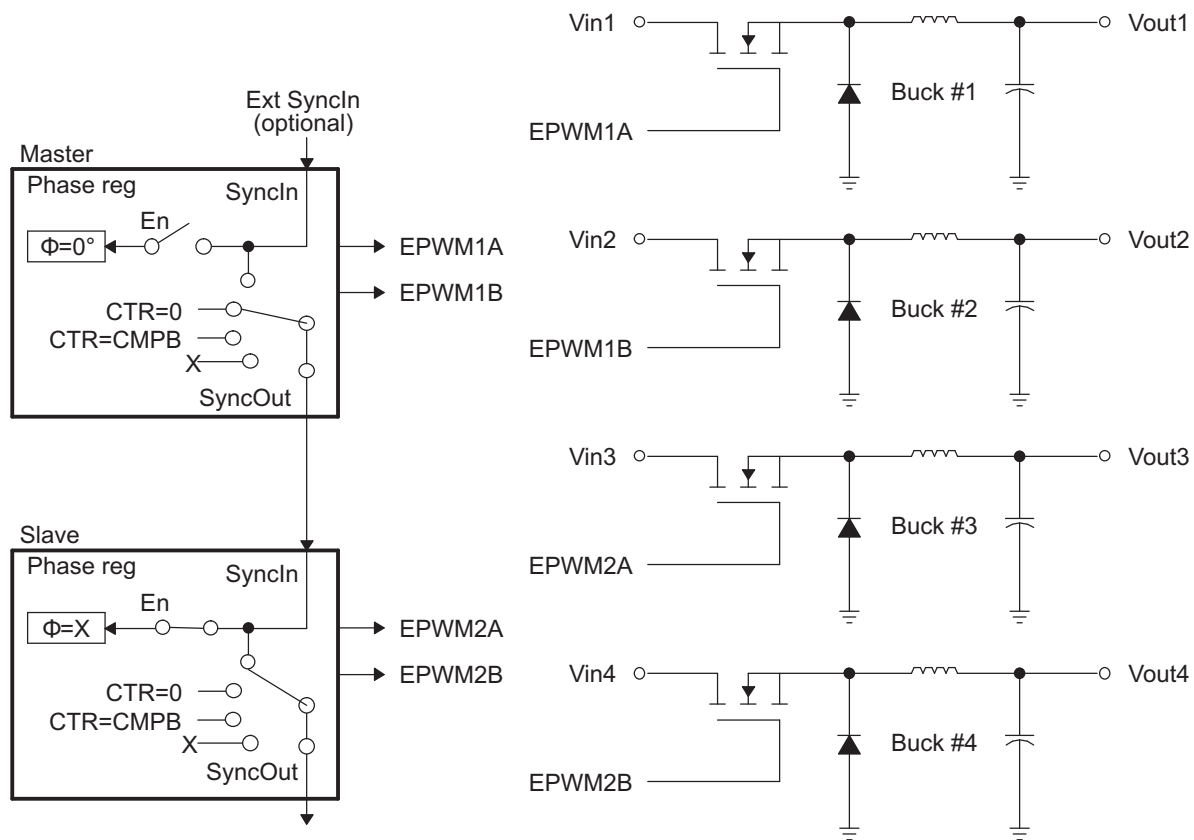 Ext SyncIn
(optional)
Master
Phase reg
SyncIn
En
Φ=0°
EPWM1A
EPWM1B
CTR=0
CTR=CMPB
X
SyncOut
Slave
Phase reg
SyncIn
En
Φ=X
EPWM2A
EPWM2B
CTR=0
CTR=CMPB
X
SyncOut
Vin1
Vout1
Buck #1
EPWM1A
Vin2
Vout2
Buck #2
EPWM1B
Vin3
Vout3
Buck #3
EPWM2A
Vin4
Vout4
Buck #4
EPWM2B